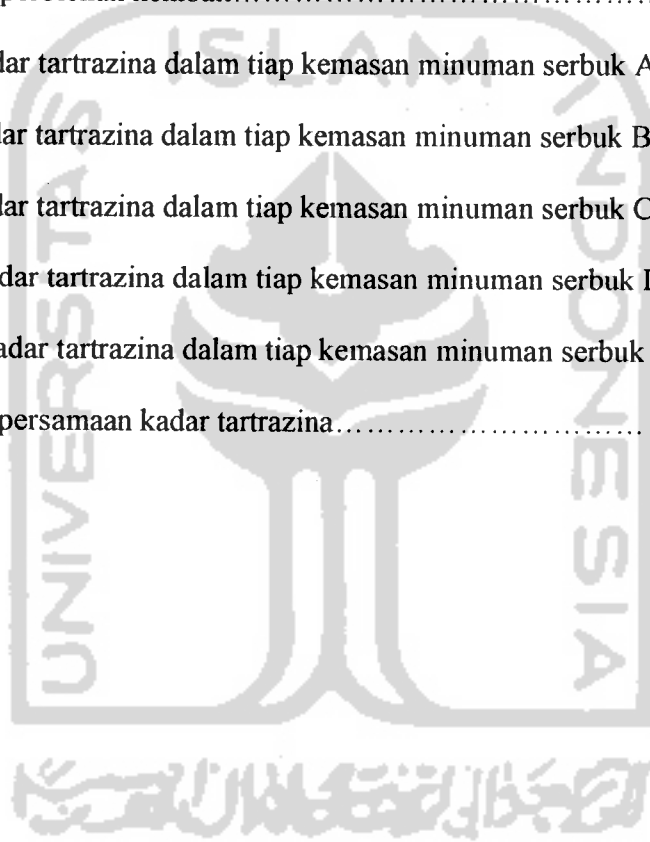 kadar tartrazina dalam tiap kemasan minuman serbuk A
dar tartrazina dalam tiap kemasan minuman serbuk B
dar tartrazina dalam tiap kemasan minuman serbuk C
dar tartrazina dalam tiap kemasan minuman serbuk
adar tartrazina dalam tiap kemasan minuman serbuk
persamaan kadar tartrazina..............................
ISLAM
UNIVERSITAS
INDONESIA